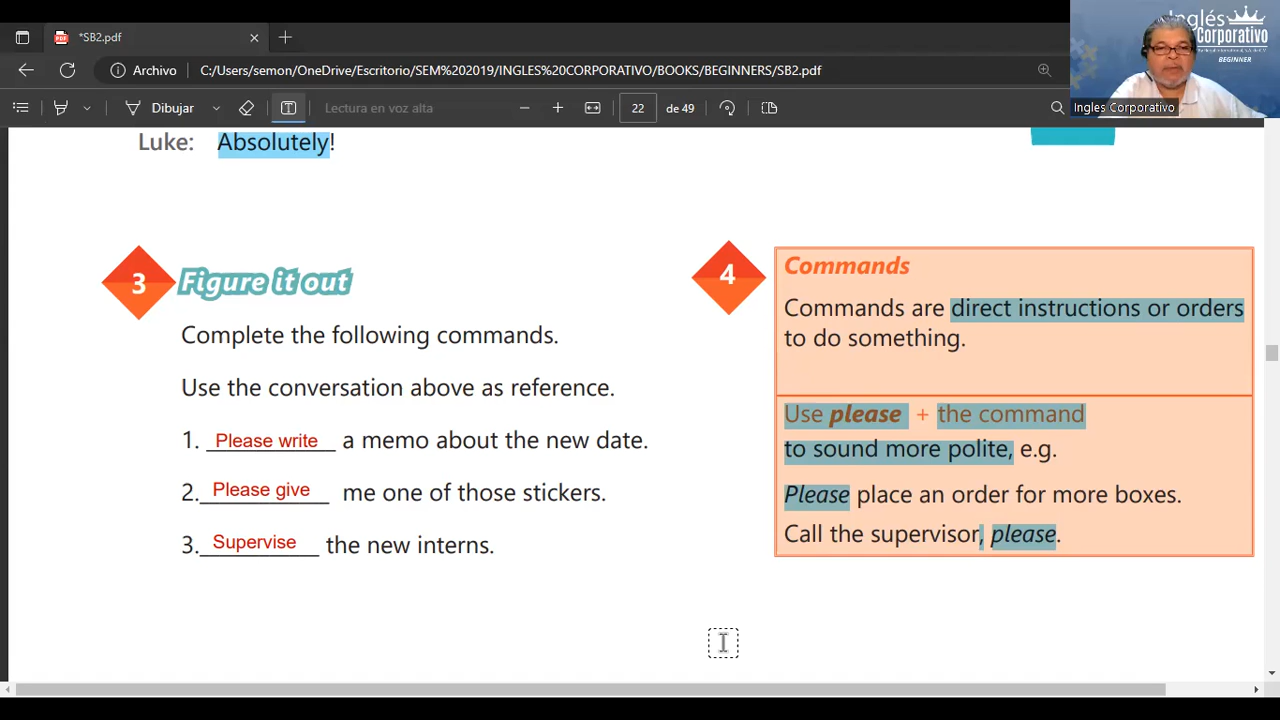 *SB2.pdf
Archivo
C:/Users/semon/OneDrive/Escritorio/SEM%202019/INGLES%20CORPORATIVO/BOOKS/BEGINNERS/SB2.pdf
Dibujar
Lectura en voz alta
22
de 49
Inglés
Corporativo
BEGINNER
Ingles Corporativo
Luke: Absolutely!
3
Figure it out
Complete the following commands.
Use the conversation above as reference.
1. Please write a memo about the new date.
2. Please give me one of those stickers.
3. Supervise the new interns.
4
Commands
Commands are direct instructions or orders
to do something.
Use please + the command
to sound more polite, e.g.
Please place an order for more boxes.
Call the supervisor, please.